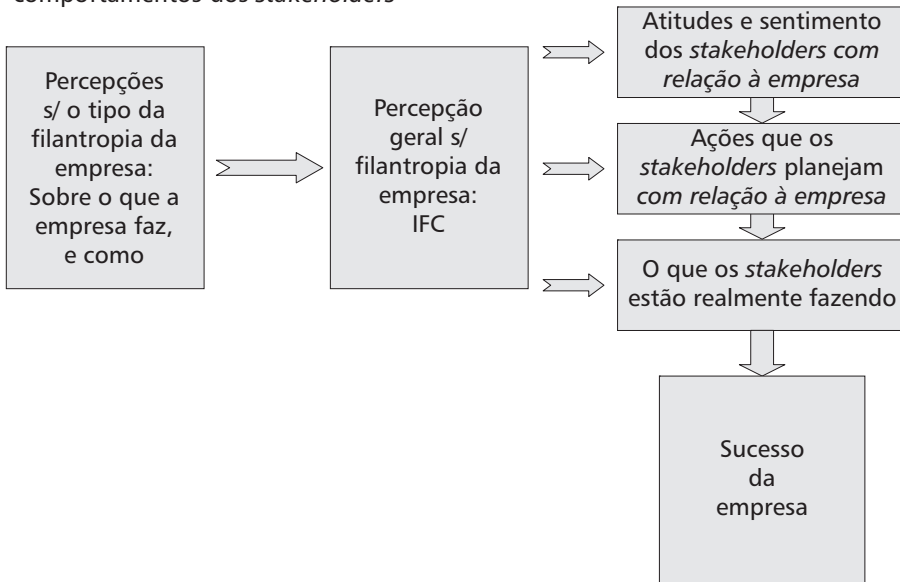 comportamentos dos stakeholders
Percepções
s/ o tipo da
filantropia da
empresa:
Sobre o que a
empresa faz,
e como
Percepção
geral s/
filantropia da
empresa:
IFC
Atitudes e sentimento
dos stakeholders com
relação à empresa
Ações que os
stakeholders planejam
com relação à empresa
O que os stakeholders
estão realmente fazendo
Sucesso
da
empresa